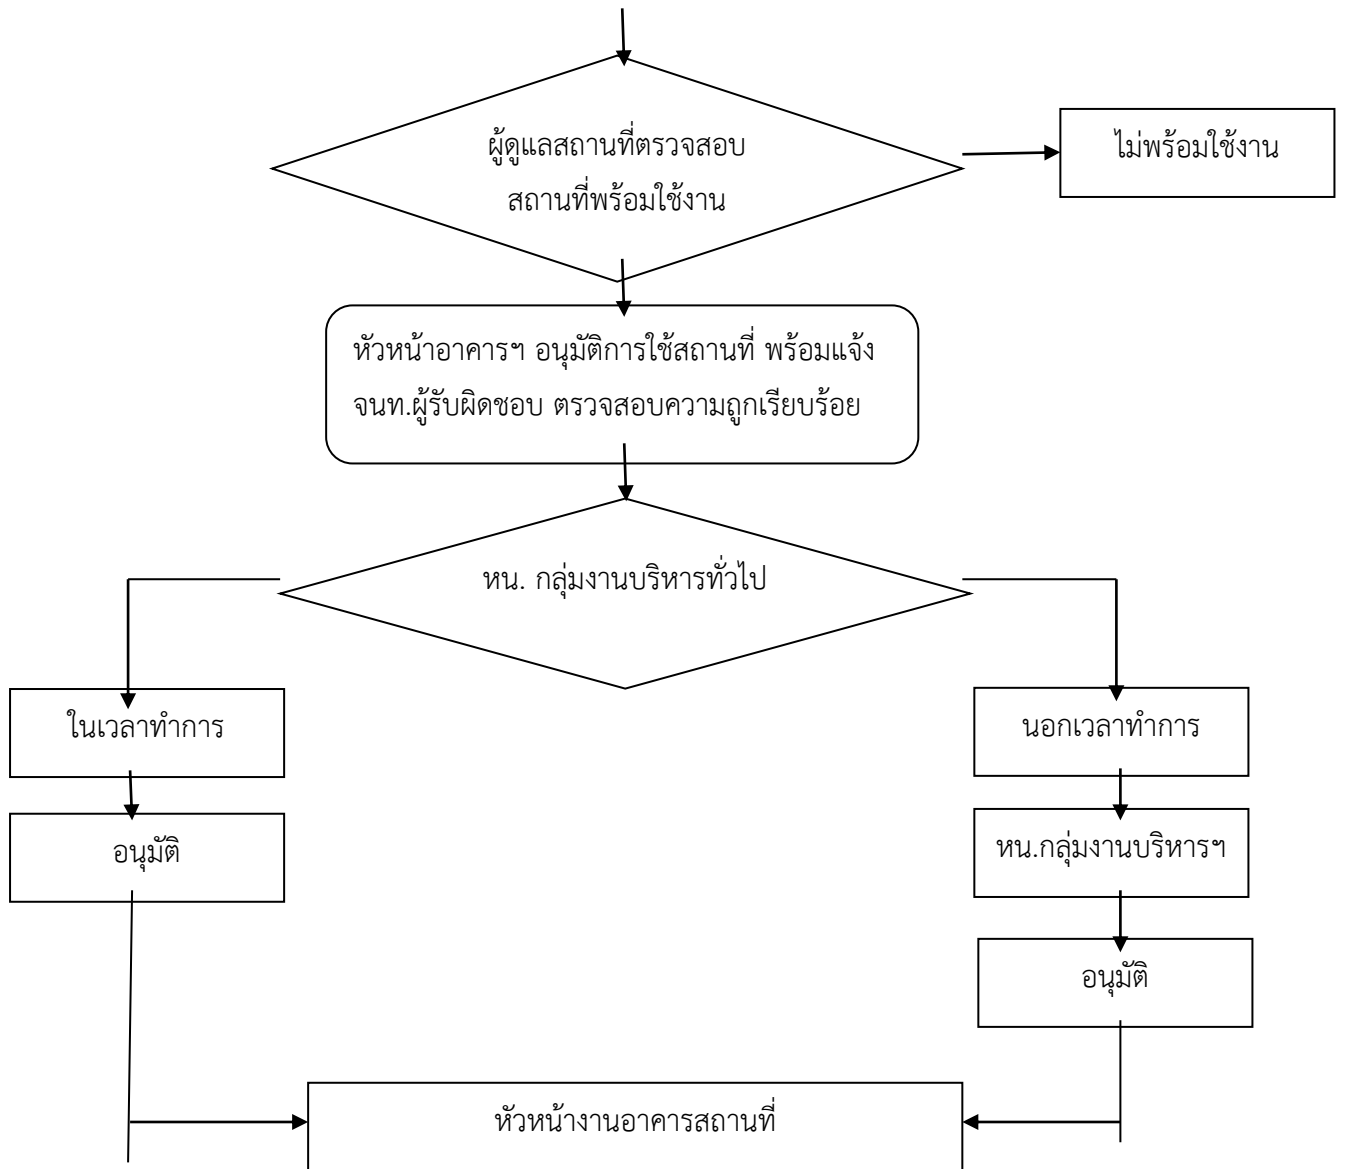 ผู้ดูแลสถานที่ตรวจสอบ
สถานที่พร้อมใช้งาน
ไม่พร้อมใช้งาน
หัวหน้าอาคารฯ อนุมัติการใช้สถานที่ พร้อมแจ้ง
จนท.ผู้รับผิดชอบ ตรวจสอบความถูกเรียบร้อย
หน. กลุ่มงานบริหารทั่วไป
ในเวลาทำการ
นอกเวลาทำการ
อนุมัติ
หน.กลุ่มงานบริหารฯ
อนุมัติ
หัวหน้างานอาคารสถานที่